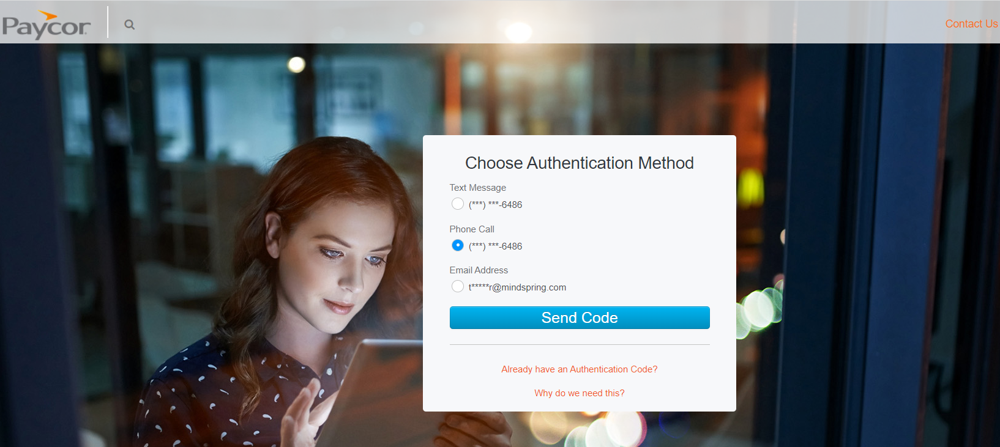 Paycor
Contact Us
Choose Authentication Method
Text Message
(***) ***-6486
Phone Call
(***) ***-6486
Email Address
t*****r@mindspring.com
Send Code
Already have an Authentication Code?
Why do we need this?